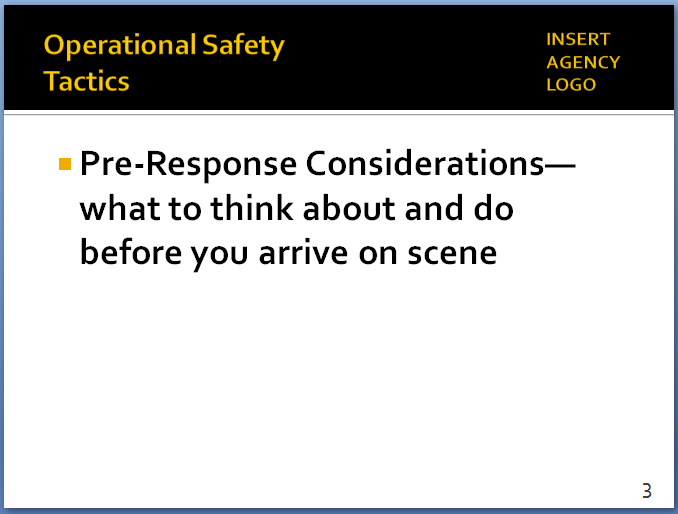 Operational Safety
Tactics
INSERT
AGENCY
LOGO
Pre-Response Considerations—
what to think about and do
before you arrive on scene
3